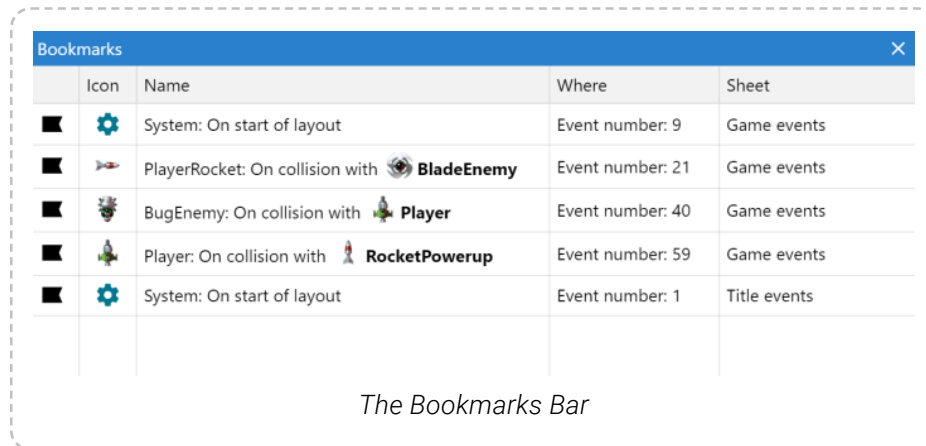 Bookmarks
Icon Name Where Sheet
System: On start of layout Event number: 9 Game events
PlayerRocket: On collision with BladeEnemy Event number: 21 Game events
BugEnemy: On collision with Player Event number: 40 Game events
Player: On collision with RocketPowerup Event number: 59 Game events
System: On start of layout Event number: 1 Title events
The Bookmarks Bar